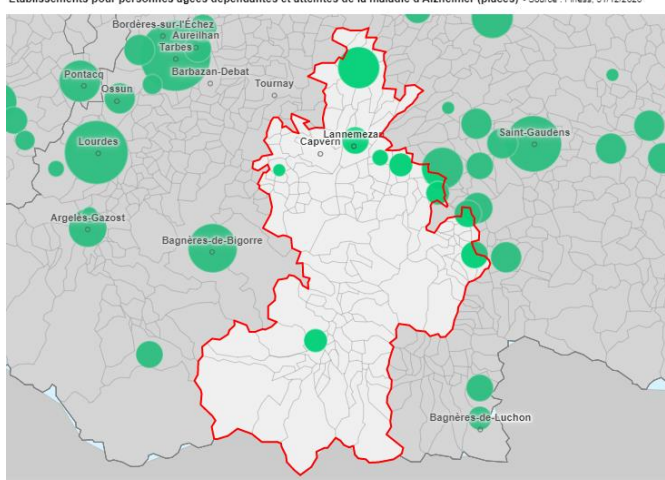 Établissements pour personnes âgées dépendantes et atteintes de la maladie d'Alzheimer (places) - Source : Finess, 31/12/2020
Bordères-sur-l'Échez
Aureilhan
Tarbes
Barbazan-Debat
Pontacq
Ossun
Tournay
Lourdes
Lannemezan
Capvern
Saint-Gaudens
Argelès-Gazost
Bagnères-de-Bigorre
Bagnères-de-Luchon